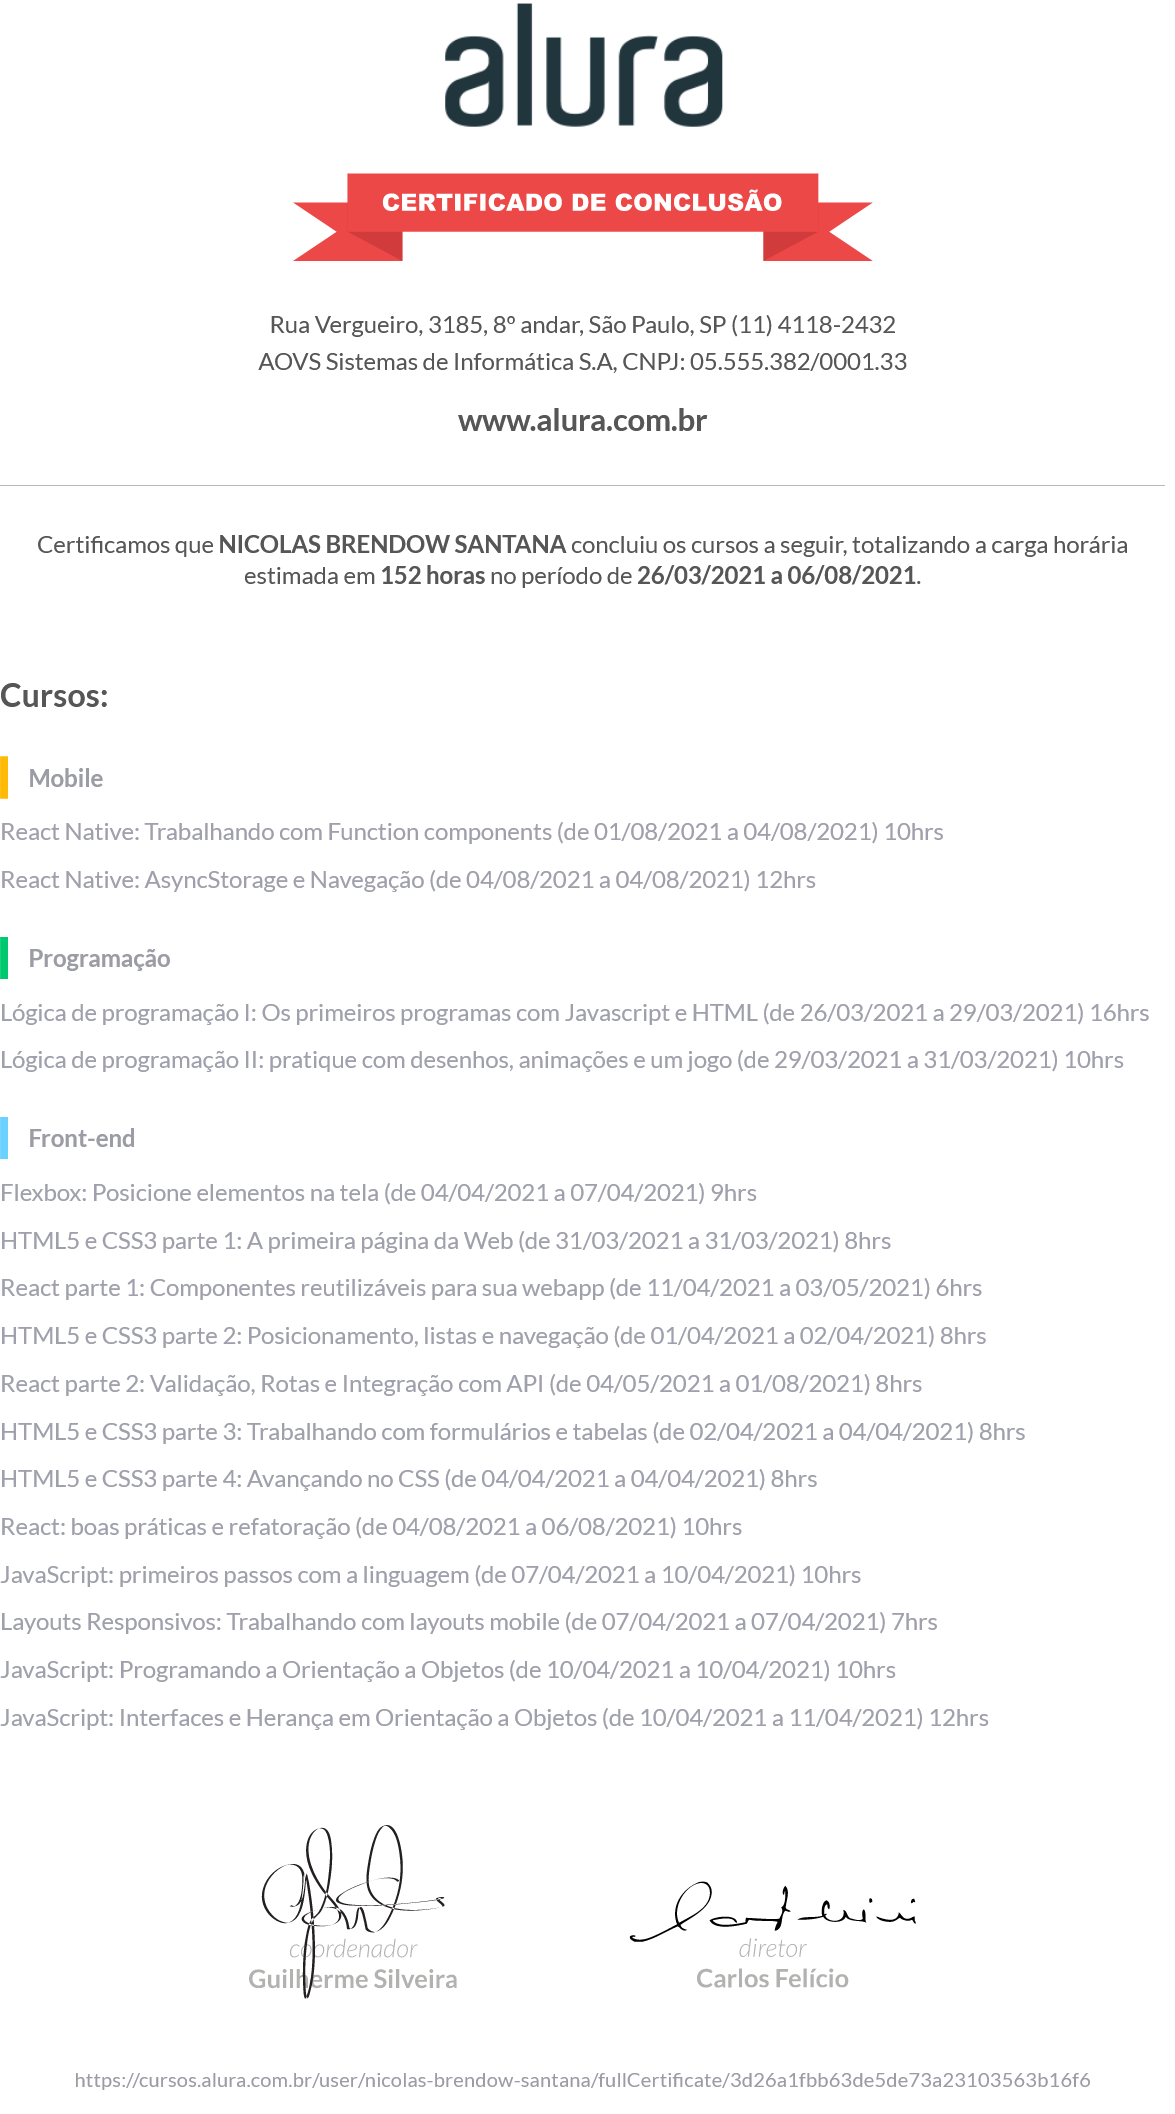 alura
CERTIFICADO DE CONCLUSÃO
Rua Vergueiro, 3185, 8º andar, São Paulo, SP (11) 4118-2432
AOVS Sistemas de Informática S.A, CNPJ: 05.555.382/0001.33
www.alura.com.br
Certificamos que NICOLAS BRENDOW SANTANA concluiu os cursos a seguir, totalizando a carga horária
estimada em 152 horas no período de 26/03/2021 a 06/08/2021.
Cursos:
Mobile
React Native: Trabalhando com Function components (de 01/08/2021 a 04/08/2021) 10hrs
React Native: AsyncStorage e Navegação (de 04/08/2021 a 04/08/2021) 12hrs
Programação
Lógica de programação I: Os primeiros programas com Javascript e HTML (de 26/03/2021 a 29/03/2021) 16hrs
Lógica de programação II: pratique com desenhos, animações e um jogo (de 29/03/2021 a 31/03/2021) 10hrs
Front-end
Flexbox: Posicione elementos na tela (de 04/04/2021 a 07/04/2021) 9hrs
HTML5 e CSS3 parte 1: A primeira página da Web (de 31/03/2021 a 31/03/2021) 8hrs
React parte 1: Componentes reutilizáveis para sua webapp (de 11/04/2021 a 03/05/2021) 6hrs
HTML5 e CSS3 parte 2: Posicionamento, listas e navegação (de 01/04/2021 a 02/04/2021) 8hrs
React parte 2: Validação, Rotas e Integração com API (de 04/05/2021 a 01/08/2021) 8hrs
HTML5 e CSS3 parte 3: Trabalhando com formulários e tabelas (de 02/04/2021 a 04/04/2021) 8hrs
HTML5 e CSS3 parte 4: Avançando no CSS (de 04/04/2021 a 04/04/2021) 8hrs
React: boas práticas e refatoração (de 04/08/2021 a 06/08/2021) 10hrs
JavaScript: primeiros passos com a linguagem (de 07/04/2021 a 10/04/2021) 10hrs
Layouts Responsivos: Trabalhando com layouts mobile (de 07/04/2021 a 07/04/2021) 7hrs
JavaScript: Programando a Orientação a Objetos (de 10/04/2021 a 10/04/2021) 10hrs
JavaScript: Interfaces e Herança em Orientação a Objetos (de 10/04/2021 a 11/04/2021) 12hrs
coordenador
Guilherme Silveira
diretor
Carlos Felício
https://cursos.alura.com.br/user/nicolas-brendow-santana/fullCertificate/3d26a1fbb63de5de73a23103563b16f6